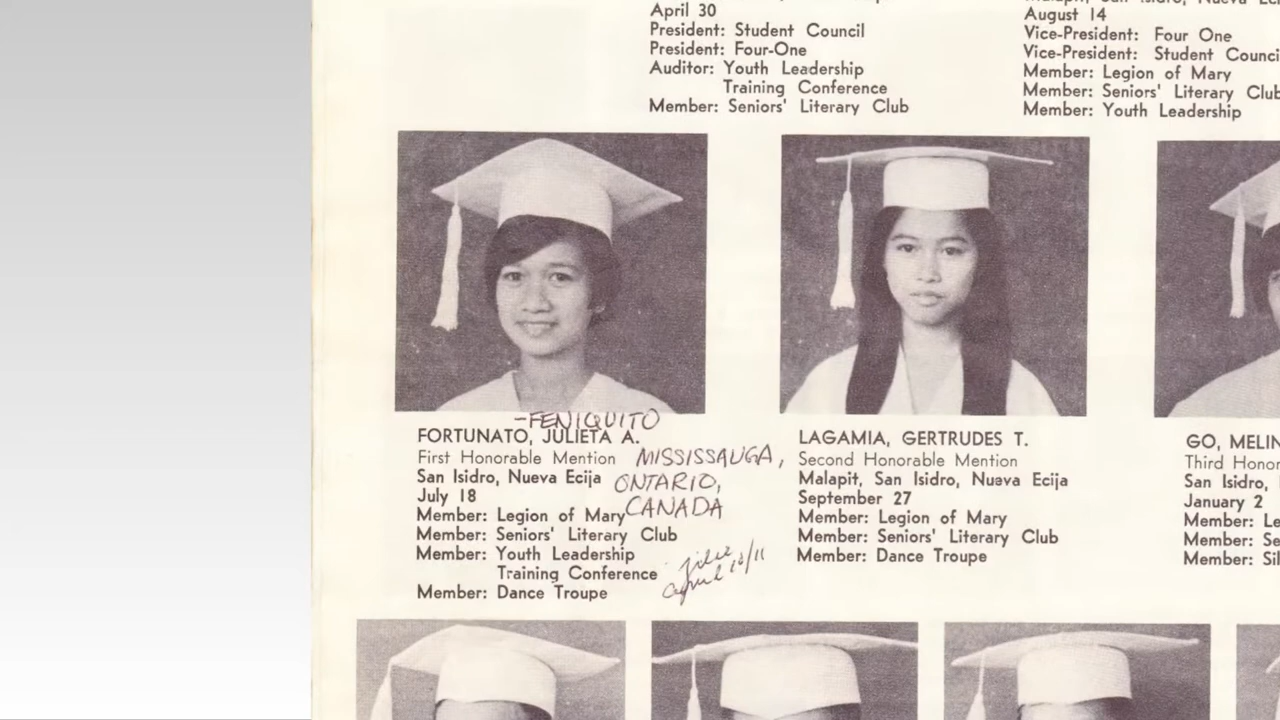 April 30
President: Student Council
President: Four-One
Auditor: Youth Leadership
Training Conference
Member: Seniors' Literary Club
August 14
Vice-President: Four One
Vice-President: Student Counci
Member: Legion of Mary
Member: Seniors' Literary Club
Member: Youth Leadership
-FENIQUITO
FORTUNATO, JULIETA A.
First Honorable Mention
San Isidro, Nueva Ecija
July 18
Member: Legion of Mary
Member: Seniors' Literary Club
Member: Youth Leadership
Training Conference
Member: Dance Troupe
MISSISSAUGA,
ONTARIO,
CANADA
april 10/11
LAGAMIA, GERTRUDES T.
Second Honorable Mention
Malapit, San Isidro, Nueva Ecija
September 27
Member: Legion of Mary
Member: Seniors' Literary Club
Member: Dance Troupe
GO, MELIN
Third Honor
San Isidro,
January 2
Member: Le
Member: Se
Member: Sil